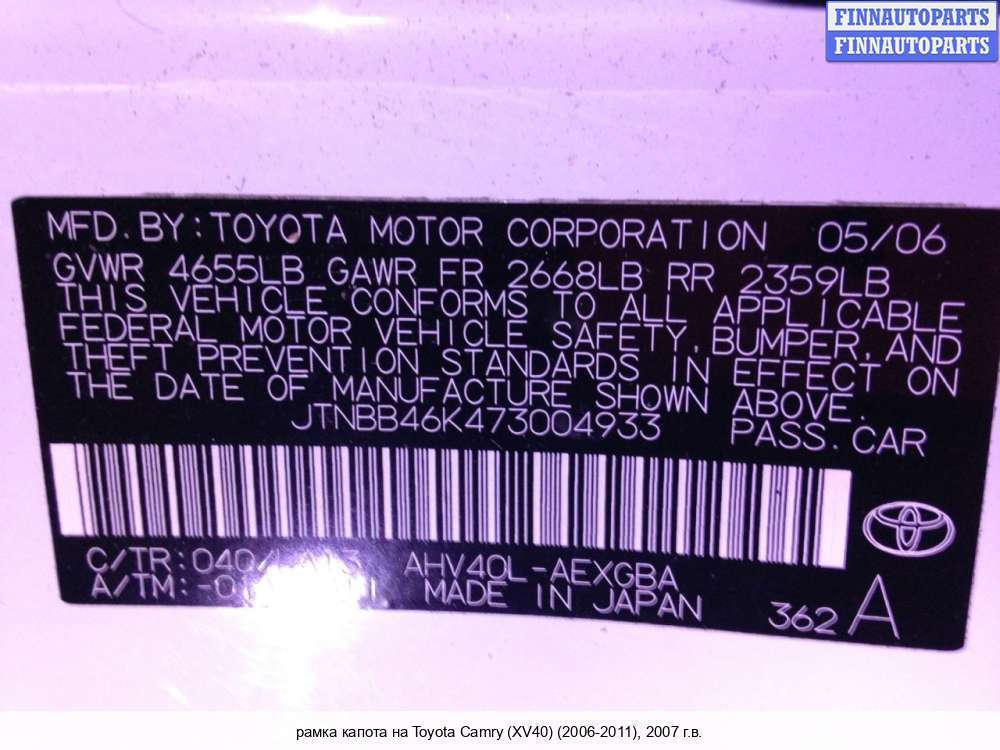 FINNAUTOPARTS
FINNAUTOPARTS
MFD. BY: TOYOTA MOTOR CORPORATION 05/06
GVWR 4655LB GAWR FR 2668LB RR 2359LB
THIS VEHICLE CONFORMS TO ALL APPLICABLE
FEDERAL MOTOR VEHICLE SAFETY, BUMPER, AND
THEFT PREVENTION STANDARDS IN EFFECT ON
THE DATE OF MANUFACTURE SHOWN ABOVE.
JTNBB46K473004933 PASS. CAR
C/TR: AHV40L-AEXGBA
A/TM: MADE IN JAPAN 362 A
рамка капота на Toyota Camry (XV40) (2006-2011), 2007 г.в.